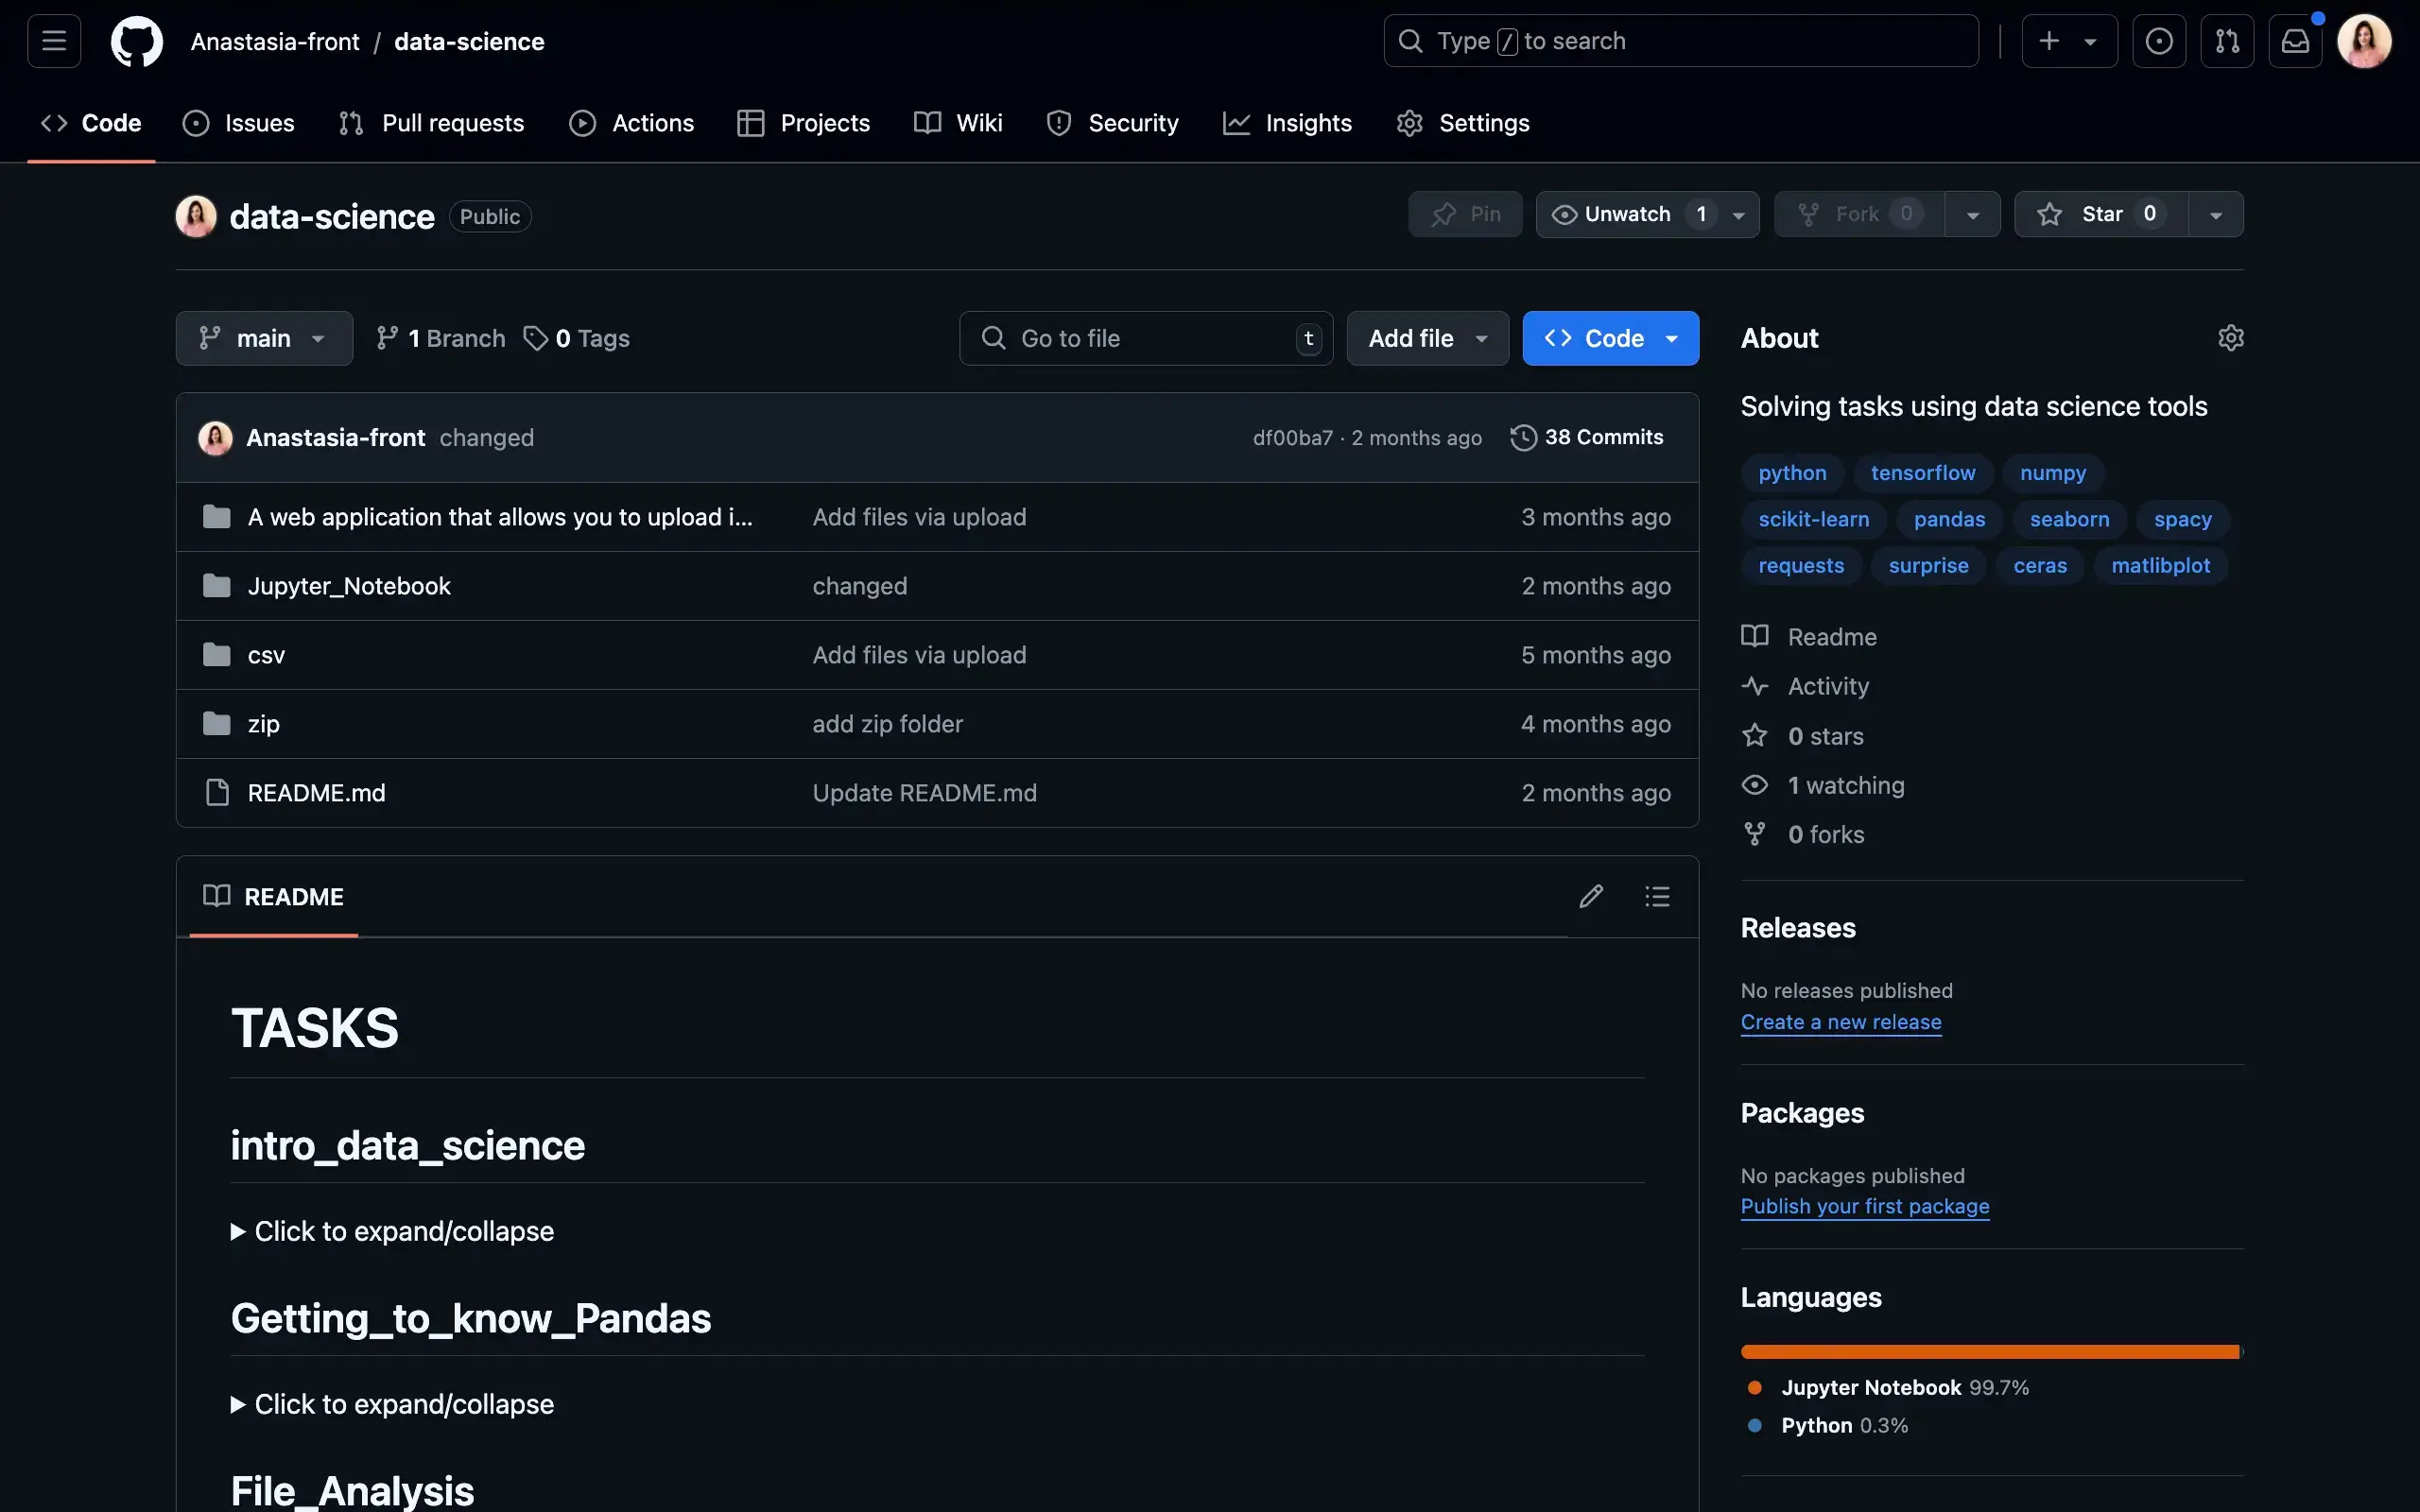 Anastasia-front / data-science
Type / to search
Code Issues Pull requests Actions Projects Wiki Security Insights Settings
data-science Public
Pin Unwatch 1 Fork 0 Star 0
main 1 Branch 0 Tags Go to file t Add file Code
Anastasia-front changed df00ba7 · 2 months ago 38 Commits
A web application that allows you to upload i... Add files via upload 3 months ago
Jupyter_Notebook changed 2 months ago
csv Add files via upload 5 months ago
zip add zip folder 4 months ago
README.md Update README.md 2 months ago
README
TASKS
intro_data_science
Click to expand/collapse
Getting_to_know_Pandas
Click to expand/collapse
File_Analysis
About
Solving tasks using data science tools
python tensorflow numpy
scikit-learn pandas seaborn spacy
requests surprise ceras matlibplot
Readme
Activity
0 stars
1 watching
0 forks
Releases
No releases published
Create a new release
Packages
No packages published
Publish your first package
Languages
Jupyter Notebook 99.7%
Python 0.3%